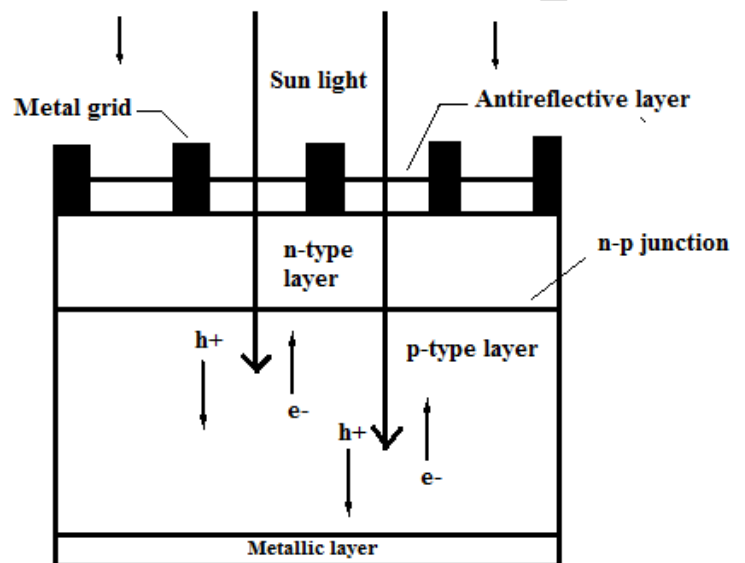 Sun light
Metal grid
Antireflective layer
n-type
layer
n-p junction
h+
p-type layer
e-
h+
e-
Metallic layer